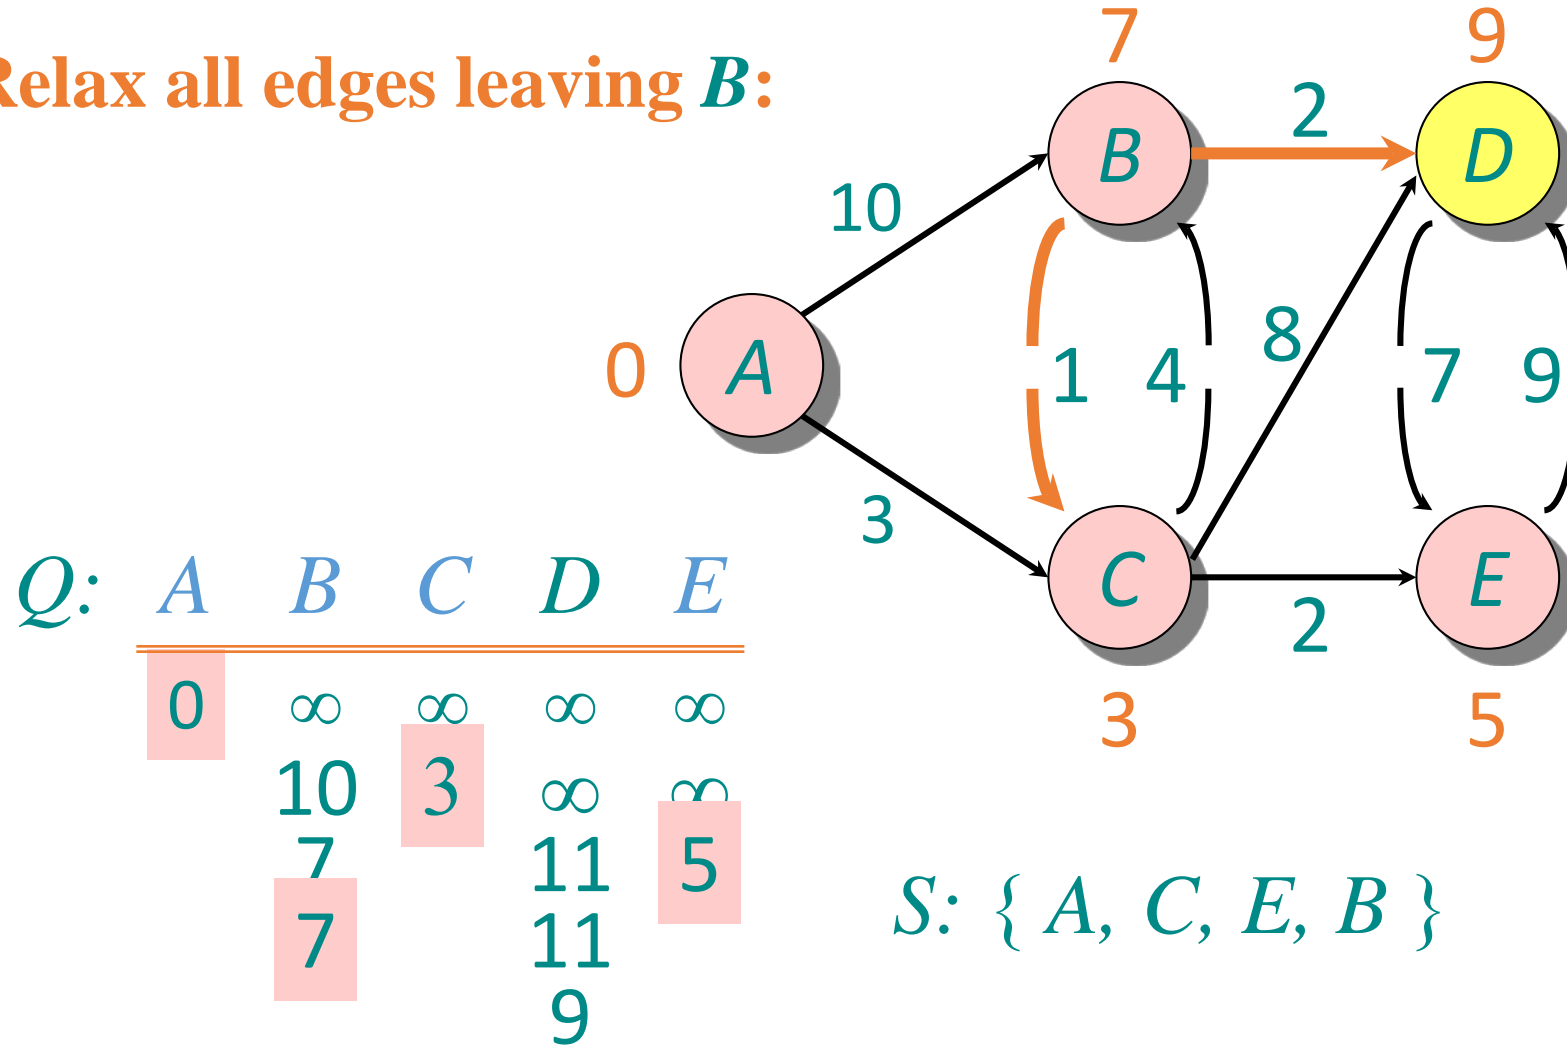 Relax all edges leaving B:
7 9
2
B D
10
8
0 A 1 4 7 9
3
Q: A B C D E
C E
2
0 ∞ ∞ ∞ ∞
3 5
10 3 ∞ ∞
7 11 5
S: { A, C, E, B }
7 11
9